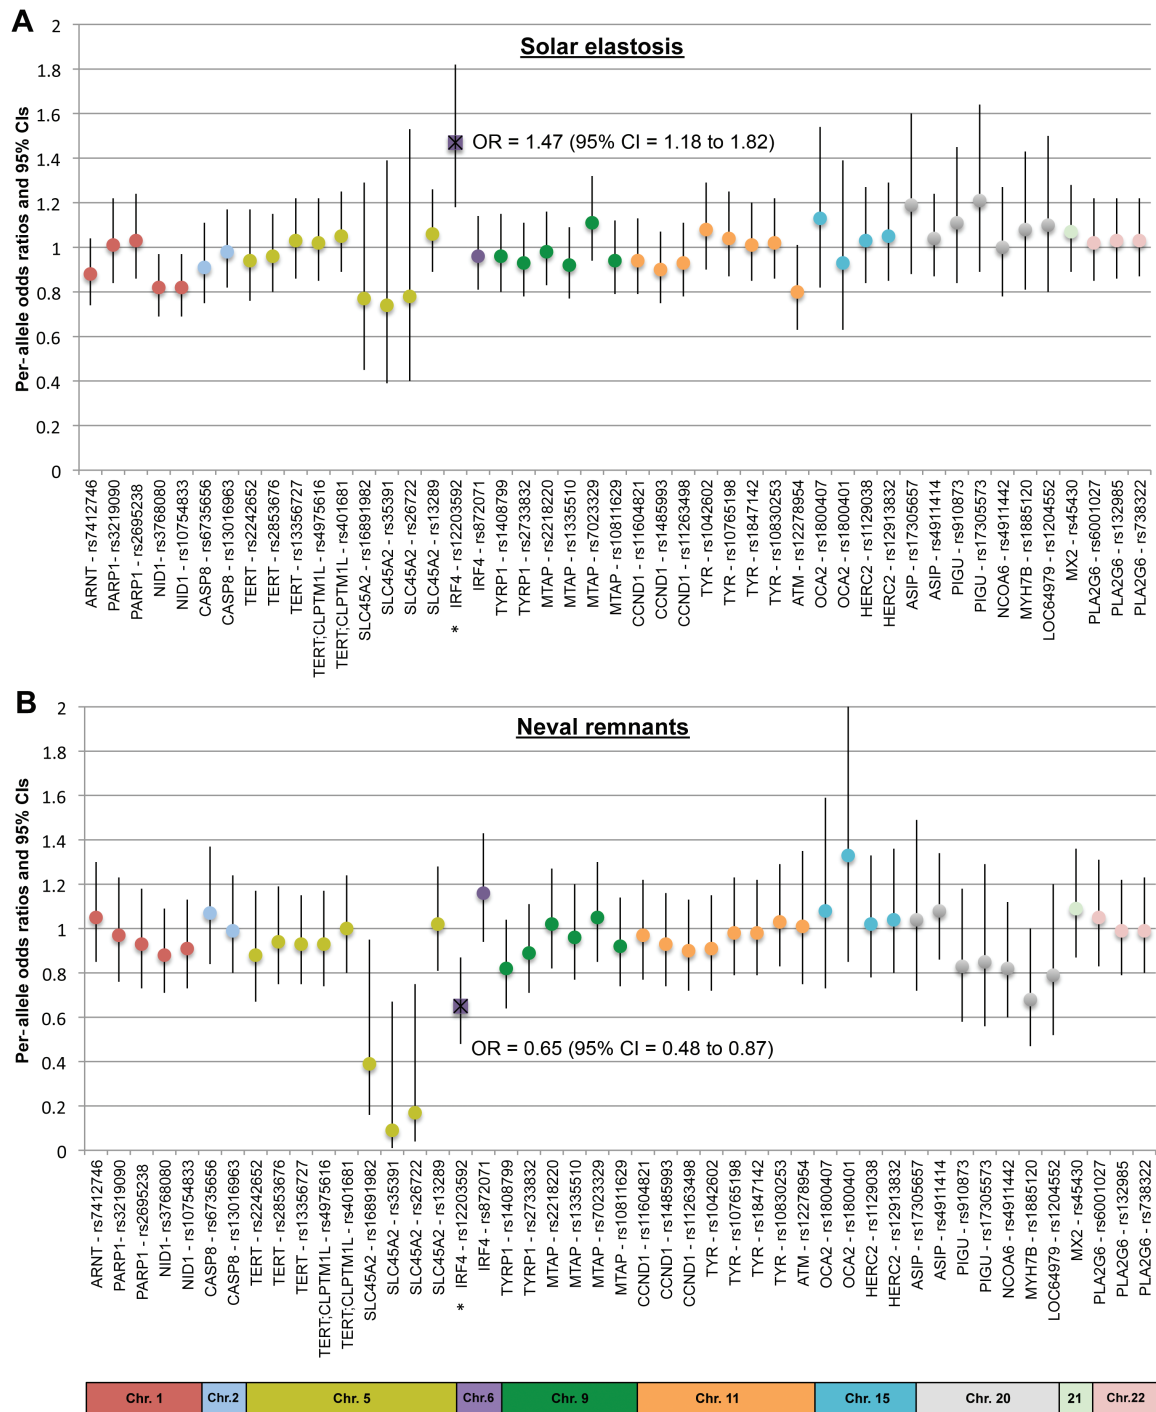 A
Solar elastosis
Per-allele odds ratios and 95% CIs
2
1.8
1.6
1.4
1.2
1
0.8
0.6
0.4
0.2
0
OR = 1.47 (95% CI = 1.18 to 1.82)
ARNT - rs7412746
PARP1 - rs3219090
PARP1 - rs2695238
NID1 - rs3768080
NID1 - rs10754833
CASP8 - rs6735656
CASP8 - rs13016963
TERT - rs2242652
TERT - rs2853676
TERT - rs13356727
TERT;CLPTM1L - rs4975616
TERT;CLPTM1L - rs401681
SLC45A2 - rs16891982
SLC45A2 - rs35391
SLC45A2 - rs26722
SLC45A2 - rs13289
* IRF4 - rs12203592
IRF4 - rs872071
TYRP1 - rs1408799
TYRP1 - rs2733832
MTAP - rs2218220
MTAP - rs1335510
MTAP - rs7023329
MTAP - rs10811629
CCND1 - rs11604821
CCND1 - rs1485993
CCND1 - rs11263498
TYR - rs1042602
TYR - rs10765198
TYR - rs1847142
TYR - rs10830253
ATM - rs12278954
OCA2 - rs1800407
OCA2 - rs1800401
HERC2 - rs1129038
HERC2 - rs12913832
ASIP - rs17305657
ASIP - rs4911414
PIGU - rs910873
PIGU - rs17305573
NCOA6 - rs4911442
MYH7B - rs1885120
LOC64979 - rs1204552
MX2 - rs45430
PLA2G6 - rs6001027
PLA2G6 - rs132985
PLA2G6 - rs738322
B
Neval remnants
Per-allele odds ratios and 95% CIs
2
1.8
1.6
1.4
1.2
1
0.8
0.6
0.4
0.2
0
OR = 0.65 (95% CI = 0.48 to 0.87)
ARNT - rs7412746
PARP1 - rs3219090
PARP1 - rs2695238
NID1 - rs3768080
NID1 - rs10754833
CASP8 - rs6735656
CASP8 - rs13016963
TERT - rs2242652
TERT - rs2853676
TERT - rs13356727
TERT;CLPTM1L - rs4975616
TERT;CLPTM1L - rs401681
SLC45A2 - rs16891982
SLC45A2 - rs35391
SLC45A2 - rs26722
SLC45A2 - rs13289
* IRF4 - rs12203592
IRF4 - rs872071
TYRP1 - rs1408799
TYRP1 - rs2733832
MTAP - rs2218220
MTAP - rs1335510
MTAP - rs7023329
MTAP - rs10811629
CCND1 - rs11604821
CCND1 - rs1485993
CCND1 - rs11263498
TYR - rs1042602
TYR - rs10765198
TYR - rs1847142
TYR - rs10830253
ATM - rs12278954
OCA2 - rs1800407
OCA2 - rs1800401
HERC2 - rs1129038
HERC2 - rs12913832
ASIP - rs17305657
ASIP - rs4911414
PIGU - rs910873
PIGU - rs17305573
NCOA6 - rs4911442
MYH7B - rs1885120
LOC64979 - rs1204552
MX2 - rs45430
PLA2G6 - rs6001027
PLA2G6 - rs132985
PLA2G6 - rs738322
Chr. 1 Chr.2 Chr. 5 Chr.6 Chr. 9 Chr. 11 Chr. 15 Chr. 20 21 Chr.22